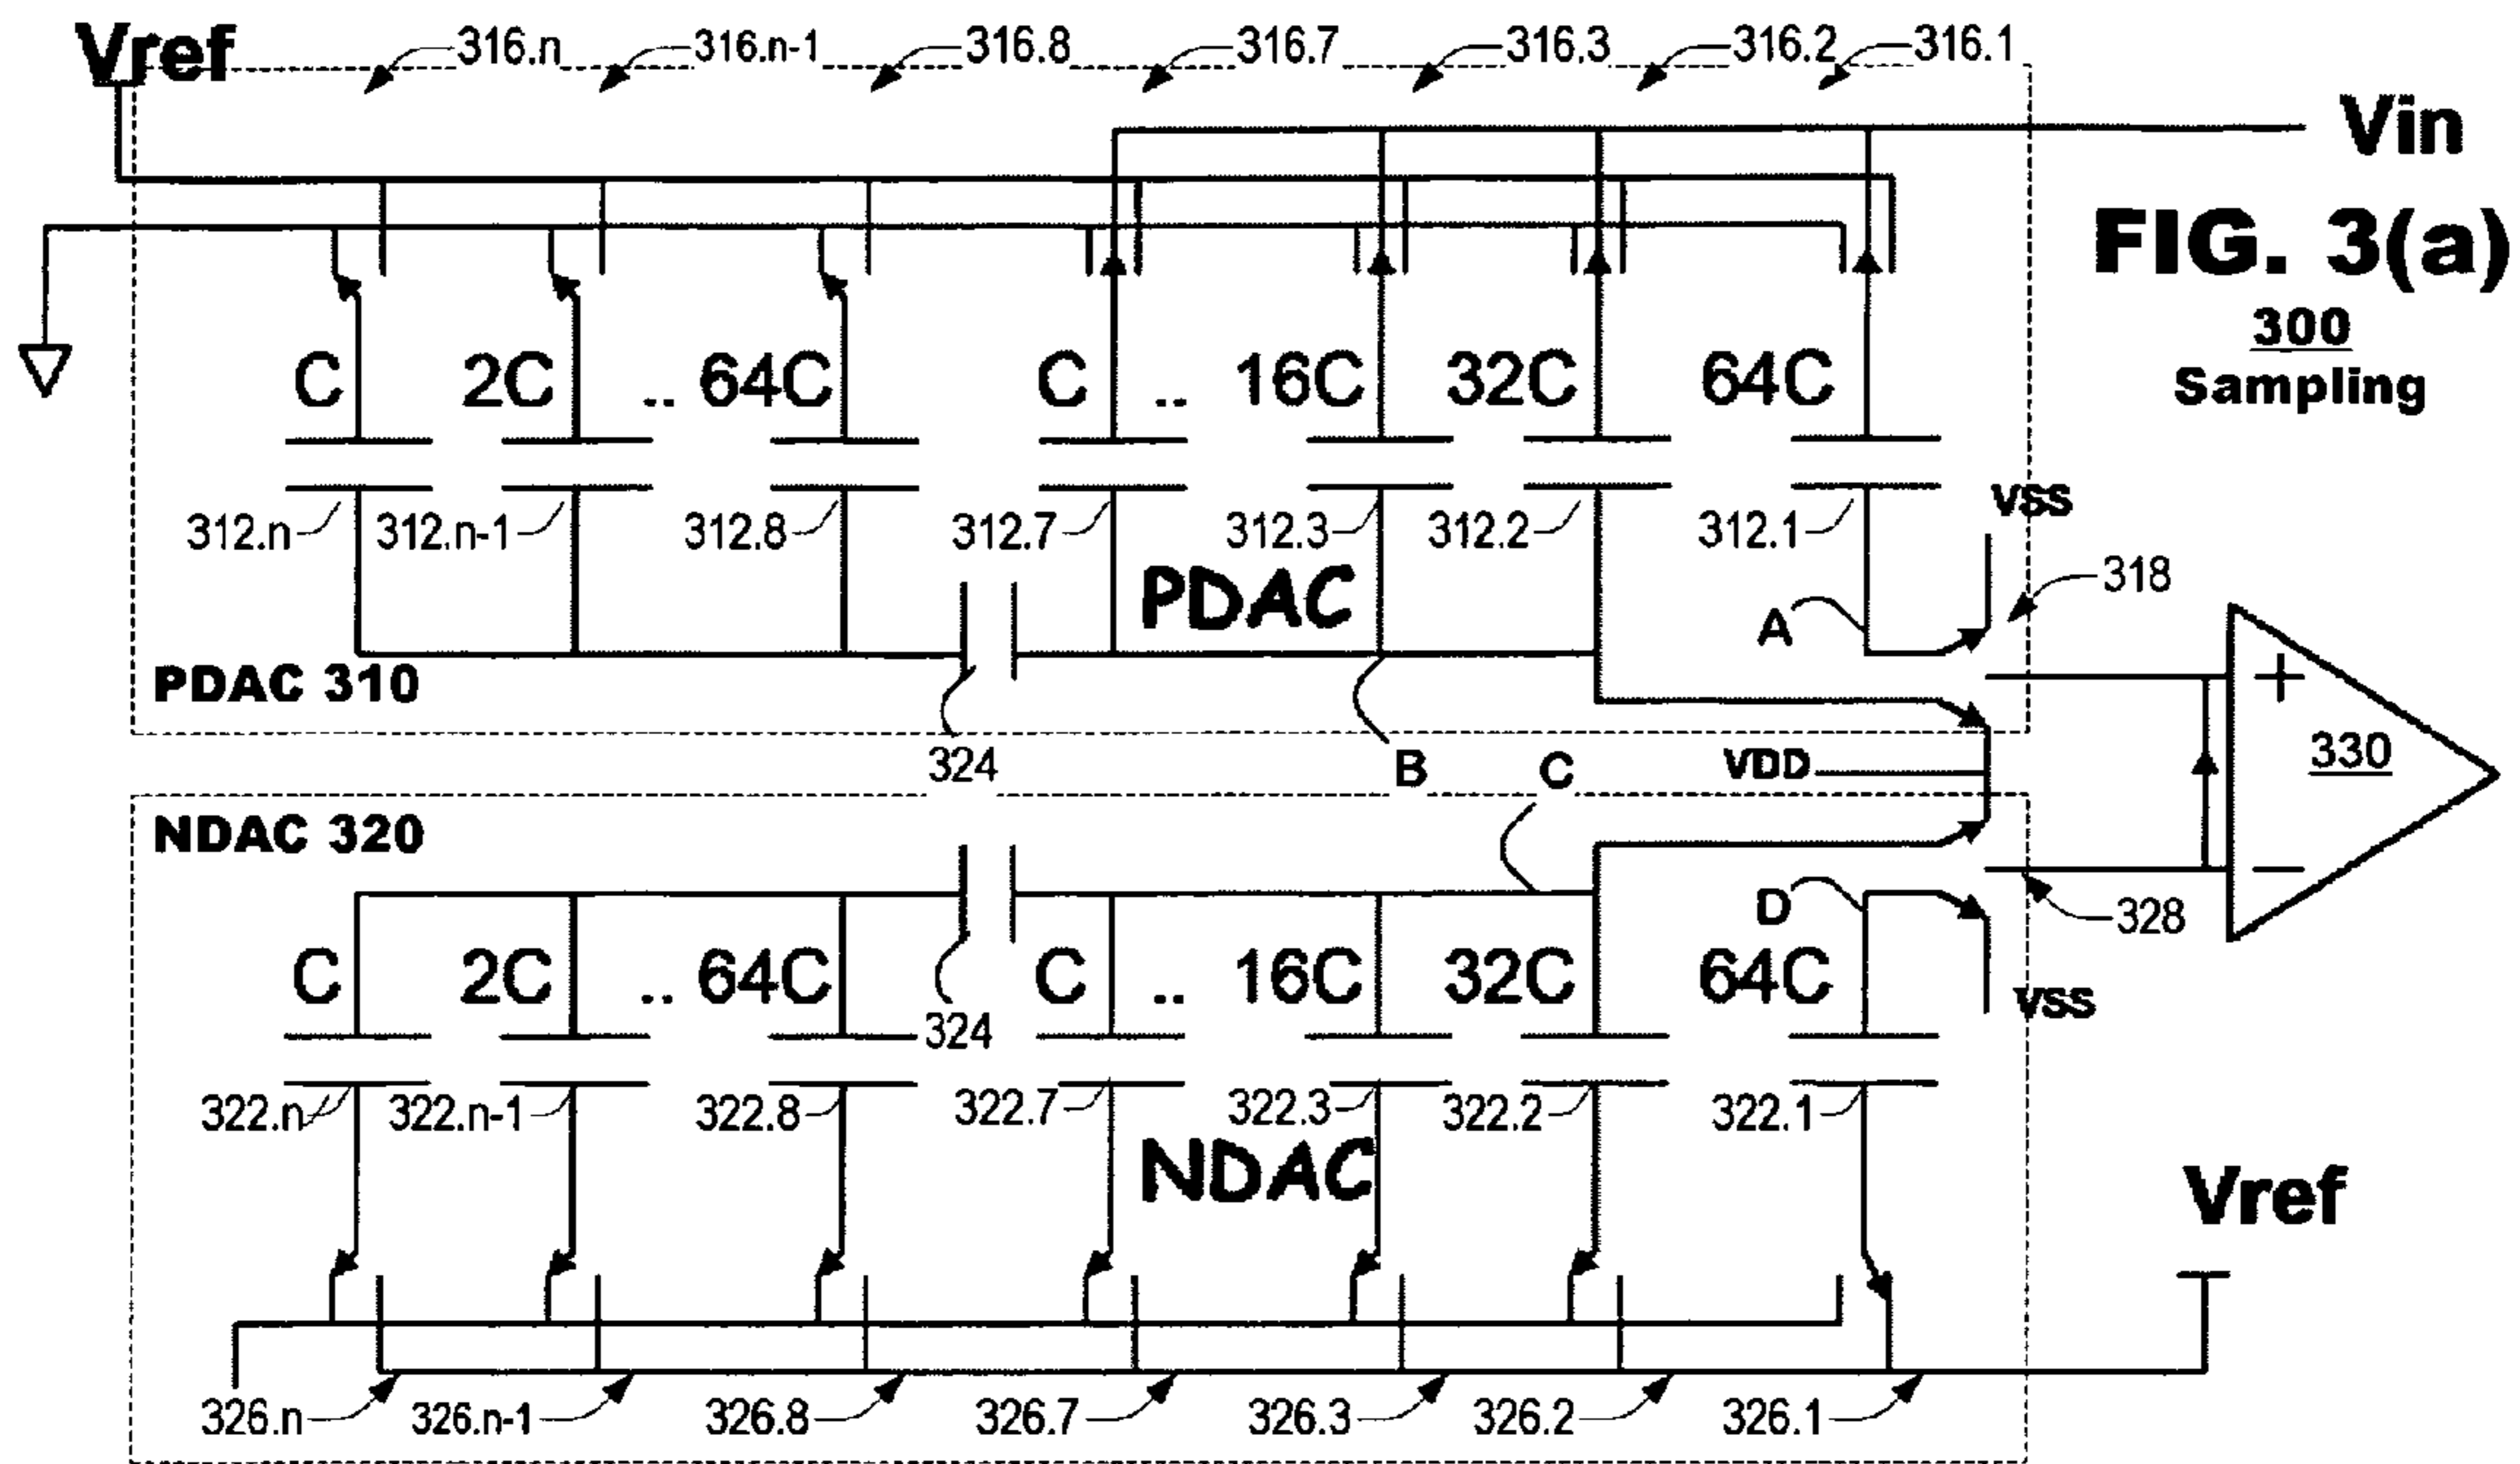 Vref
316.n
316.n-1
316.8
316.7
316.3
316.2
316.1
Vin
FIG. 3(a)
300
Sampling
C
2C
..
64C
C
..
16C
32C
64C
312.n
312.n-1
312.8
312.7
312.3
312.2
312.1
VSS
318
PDAC
A
PDAC 310
+
324
B
C
VDD
330
NDAC 320
−
D
328
C
2C
..
64C
324
C
..
16C
32C
64C
VSS
322.n
322.n-1
322.8
322.7
322.3
322.2
322.1
NDAC
Vref
326.n
326.n-1
326.8
326.7
326.3
326.2
326.1